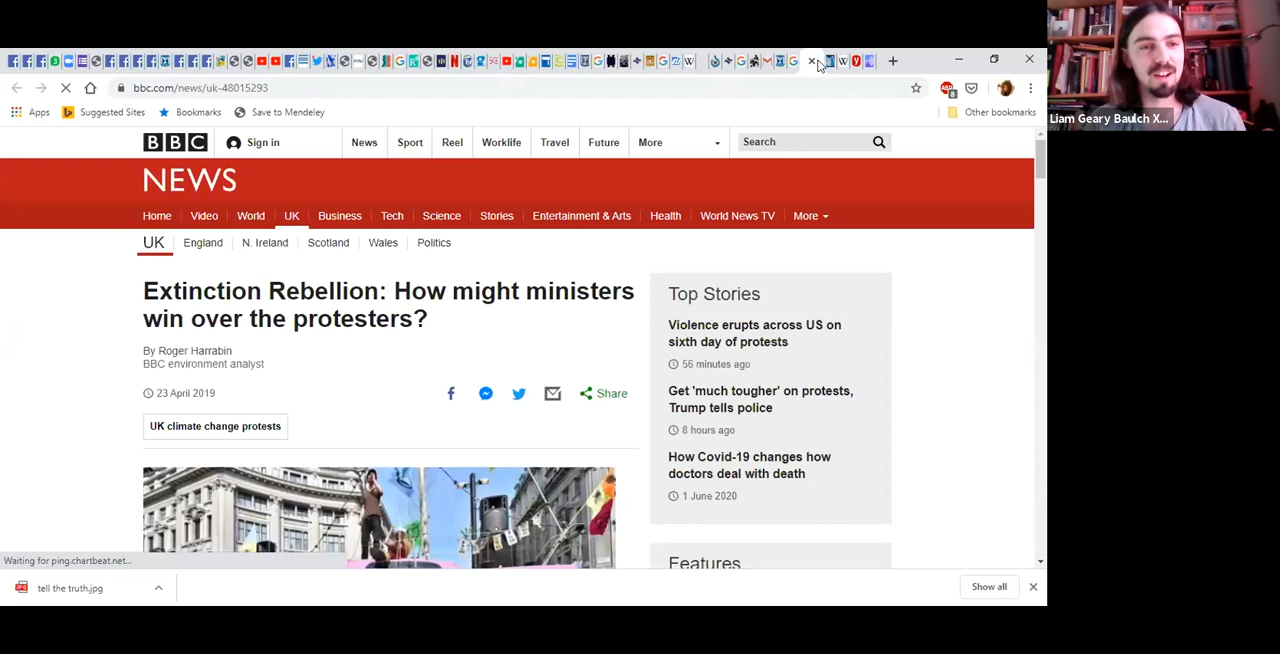 bbc.com/news/uk-48015293
Apps
Suggested Sites
Bookmarks
Save to Mendeley
Other bookmarks
Liam Geary Baulch X...
BBC
Sign in
News
Sport
Reel
Worklife
Travel
Future
More
Search
NEWS
Home
Video
World
UK
Business
Tech
Science
Stories
Entertainment & Arts
Health
World News TV
More
UK
England
N. Ireland
Scotland
Wales
Politics
Extinction Rebellion: How might ministers
win over the protesters?
By Roger Harrabin
BBC environment analyst
23 April 2019
Share
UK climate change protests
Top Stories
Violence erupts across US on
sixth day of protests
56 minutes ago
Get 'much tougher' on protests,
Trump tells police
8 hours ago
How Covid-19 changes how
doctors deal with death
1 June 2020
Features
Waiting for ping.chartbeat.net...
tell the truth.jpg
Show all